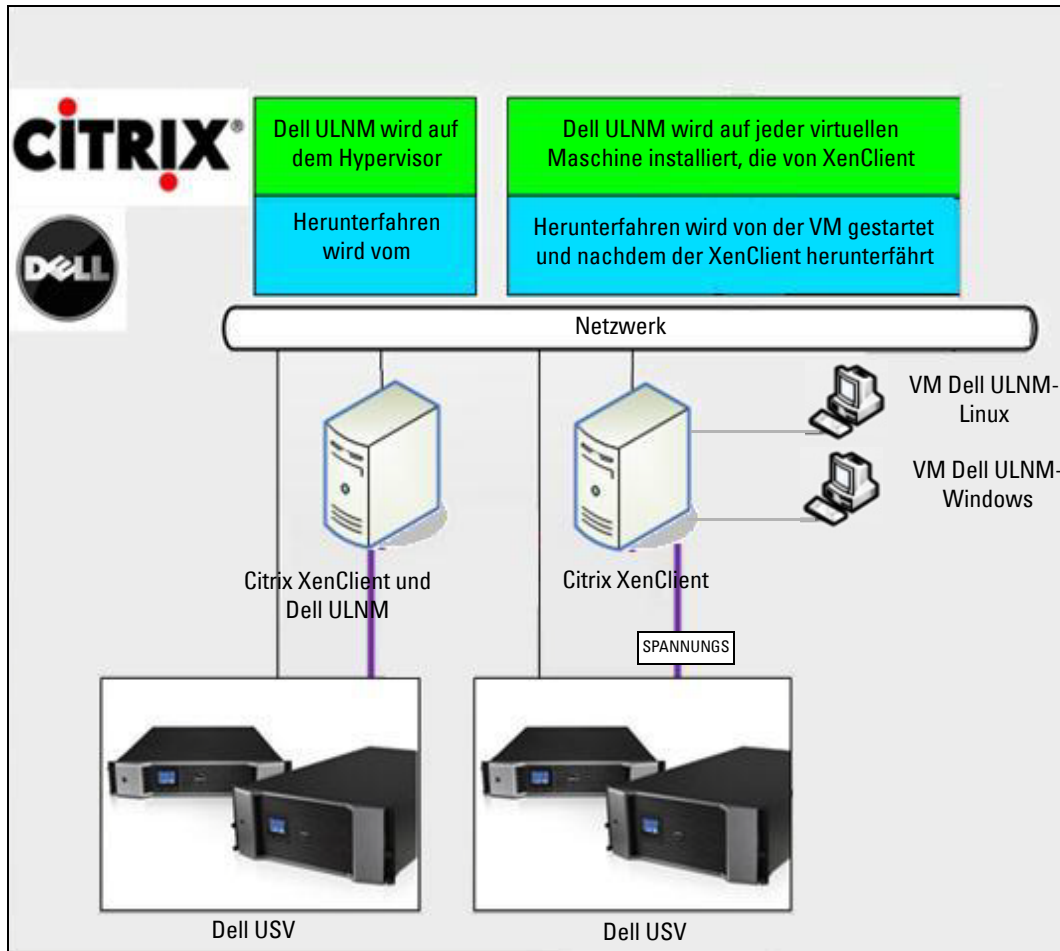 CİTRIX®
DELL
Dell ULNM wird auf
dem Hypervisor
Dell ULNM wird auf jeder virtuellen
Maschine installiert, die von XenClient
Herunterfahren
wird vom
Herunterfahren wird von der VM gestartet
und nachdem der XenClient herunterfährt
Netzwerk
VM Dell ULNM-
Linux
VM Dell ULNM-
Windows
Citrix XenClient und
Dell ULNM
Citrix XenClient
SPANNUNGS
Dell USV
Dell USV